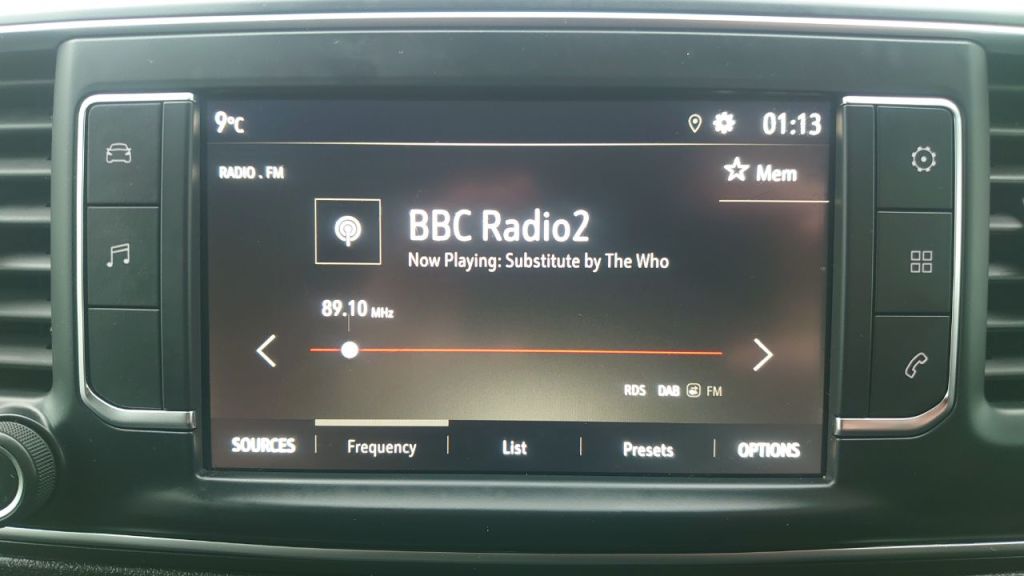 9°C
01:13
RADIO . FM
Mem
BBC Radio2
Now Playing: Substitute by The Who
89.10 MHz
RDS DAB FM
SOURCES Frequency List Presets OPTIONS